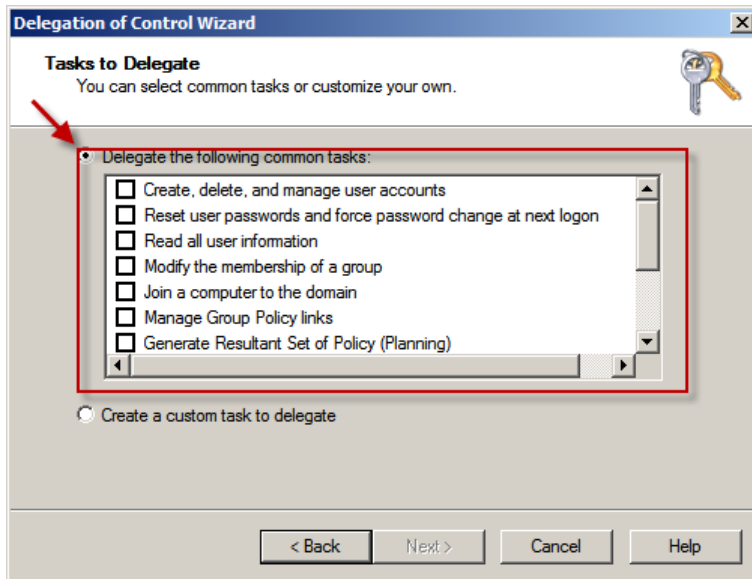 Delegation of Control Wizard
Tasks to Delegate
You can select common tasks or customize your own.
Delegate the following common tasks:
Create, delete, and manage user accounts
Reset user passwords and force password change at next logon
Read all user information
Modify the membership of a group
Join a computer to the domain
Manage Group Policy links
Generate Resultant Set of Policy (Planning)
Create a custom task to delegate
< Back Next > Cancel Help